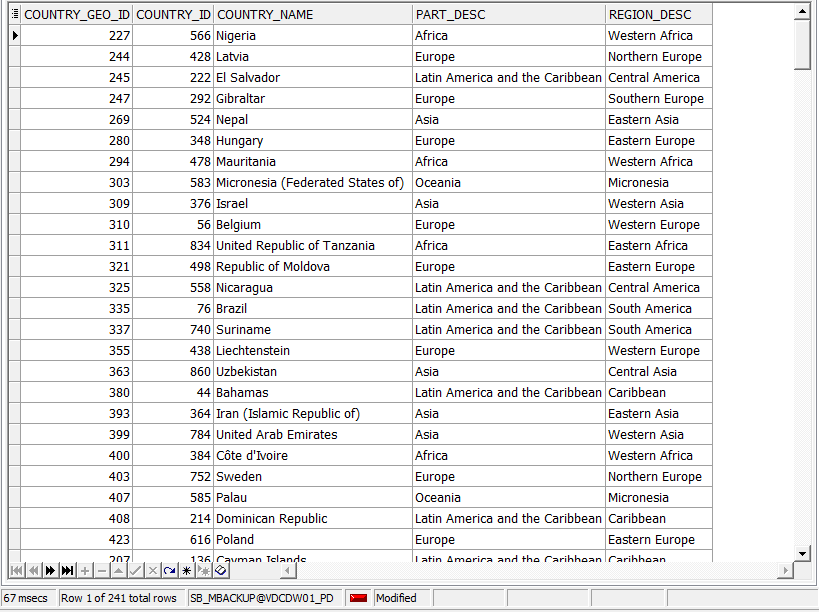 COUNTRY_GEO_ID COUNTRY_ID COUNTRY_NAME PART_DESC REGION_DESC
227 566 Nigeria Africa Western Africa
244 428 Latvia Europe Northern Europe
245 222 El Salvador Latin America and the Caribbean Central America
247 292 Gibraltar Europe Southern Europe
269 524 Nepal Asia Eastern Asia
280 348 Hungary Europe Eastern Europe
294 478 Mauritania Africa Western Africa
303 583 Micronesia (Federated States of) Oceania Micronesia
309 376 Israel Asia Western Asia
310 56 Belgium Europe Western Europe
311 834 United Republic of Tanzania Africa Eastern Africa
321 498 Republic of Moldova Europe Eastern Europe
325 558 Nicaragua Latin America and the Caribbean Central America
335 76 Brazil Latin America and the Caribbean South America
337 740 Suriname Latin America and the Caribbean South America
355 438 Liechtenstein Europe Western Europe
363 860 Uzbekistan Asia Central Asia
380 44 Bahamas Latin America and the Caribbean Caribbean
393 364 Iran (Islamic Republic of) Asia Eastern Asia
399 784 United Arab Emirates Asia Western Asia
400 384 Côte d'Ivoire Africa Western Africa
403 752 Sweden Europe Northern Europe
407 585 Palau Oceania Micronesia
408 214 Dominican Republic Latin America and the Caribbean Caribbean
423 616 Poland Europe Eastern Europe
207 136 Cayman Islands Latin America and the Caribbean Caribbean
67 msecs Row 1 of 241 total rows SB_MBACKUP@VDCDW01_PD Modified